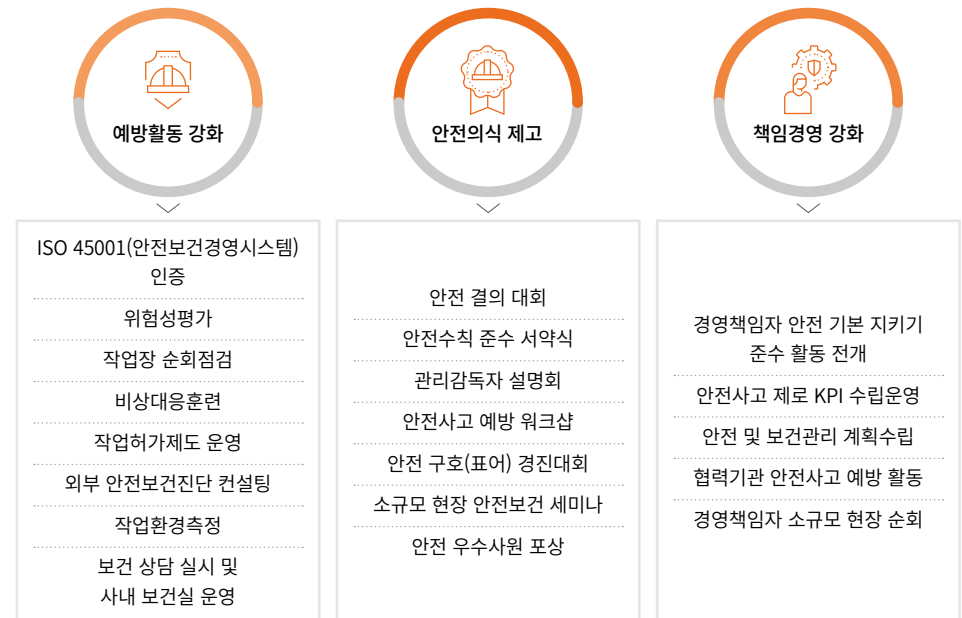 예방활동 강화
ISO 45001(안전보건경영시스템)
인증
위험성평가
작업장 순회점검
비상대응훈련
작업허가제도 운영
외부 안전보건진단 컨설팅
작업환경측정
보건 상담 실시 및
사내 보건실 운영
안전의식 제고
안전 결의 대회
안전수칙 준수 서약식
관리감독자 설명회
안전사고 예방 워크샵
안전 구호(표어) 경진대회
소규모 현장 안전보건 세미나
안전 우수사원 포상
책임경영 강화
경영책임자 안전 기본 지키기
준수 활동 전개
안전사고 제로 KPI 수립운영
안전 및 보건관리 계획수립
협력기관 안전사고 예방 활동
경영책임자 소규모 현장 순회